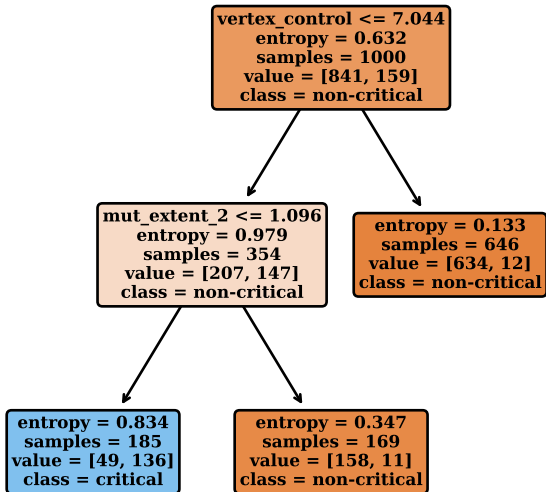 vertex_control <= 7.044
entropy = 0.632
samples = 1000
value = [841, 159]
class = non-critical
mut_extent_2 <= 1.096
entropy = 0.979
samples = 354
value = [207, 147]
class = non-critical
entropy = 0.133
samples = 646
value = [634, 12]
class = non-critical
entropy = 0.834
samples = 185
value = [49, 136]
class = critical
entropy = 0.347
samples = 169
value = [158, 11]
class = non-critical